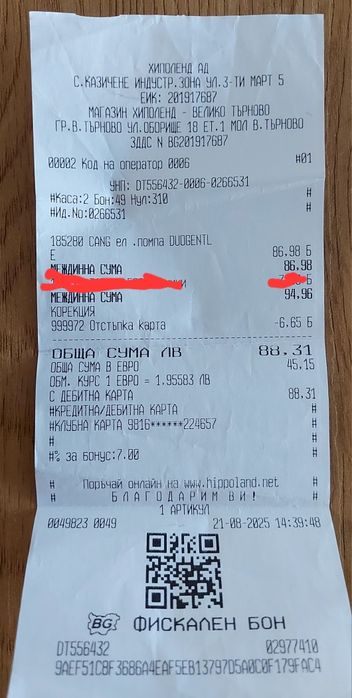 ХИПОЛЕНД АД
С.КАЗИЧЕНЕ ИНДУСТР.ЗОНА УЛ.3-ТИ МАРТ 5
ЕИК: 201917687
МАГАЗИН ХИПОЛЕНД - ВЕЛИКО ТЪРНОВО
ГР.В.ТЪРНОВО УЛ.ОБОРИЩЕ 18 ЕТ.1 МОЛ В.ТЪРНОВО
ЗДДС N BG201917687
00002 Код на оператор 0006 #01
УНП: DT556432-0006-0266531
#Каса:2 Бон:49 Нул:310 #
#Ид.No:0266531 #
185280 CANG ел .помпа DUOGENTL
Е 86.98 Б
МЕЖДИННА СУМА 86.98
Б
МЕЖДИННА СУМА 94.96
КОРЕКЦИЯ
999972 Отстъпка карта -6.65 Б
ОБЩА СУМА ЛВ 88.31
ОБЩА СУМА В ЕВРО 45.15
ОБМ. КУРС 1 ЕВРО = 1.95583 ЛВ
С ДЕБИТНА КАРТА 88.31
#КРЕДИТНА/ДЕБИТНА КАРТА #
#КЛУБНА КАРТА 9816******224657 #
# #
#% за бонус:7.00 #
# Поръчай онлайн на www.hippoland.net #
# Б Л А Г О Д А Р И М В И ! #
1 АРТИКУЛ
0049823 0049 21-08-2025 14:39:48
BG ФИСКАЛЕН БОН
DT556432 02977410
9AEF51C8F3686A4EAF5EB13797D5A0C0F179FAC4